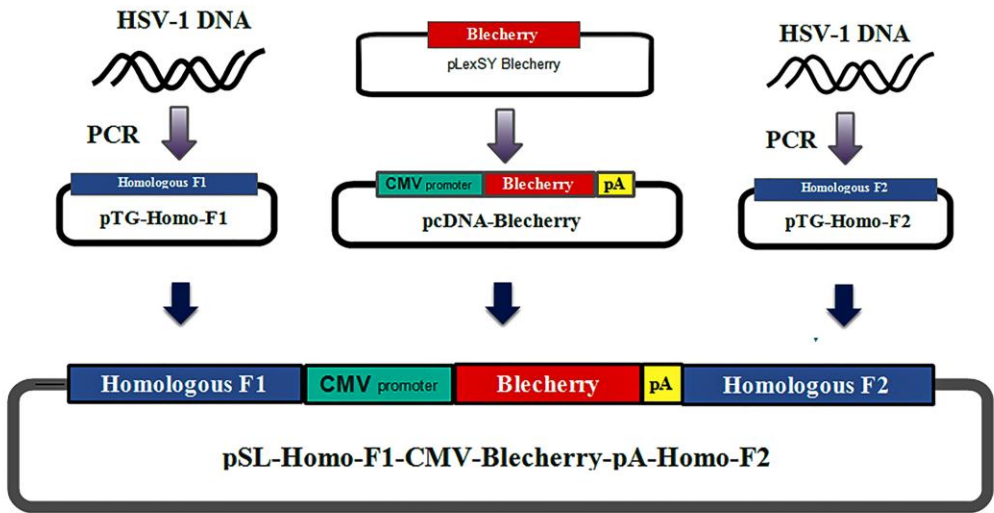 HSV-1 DNA
PCR
Homologous F1
pTG-Homo-F1
Blecherry
pLexSY Blecherry
CMV promoter Blecherry pA
pcDNA-Blecherry
HSV-1 DNA
PCR
Homologous F2
pTG-Homo-F2
Homologous F1 CMV promoter Blecherry pA Homologous F2
pSL-Homo-F1-CMV-Blecherry-pA-Homo-F2